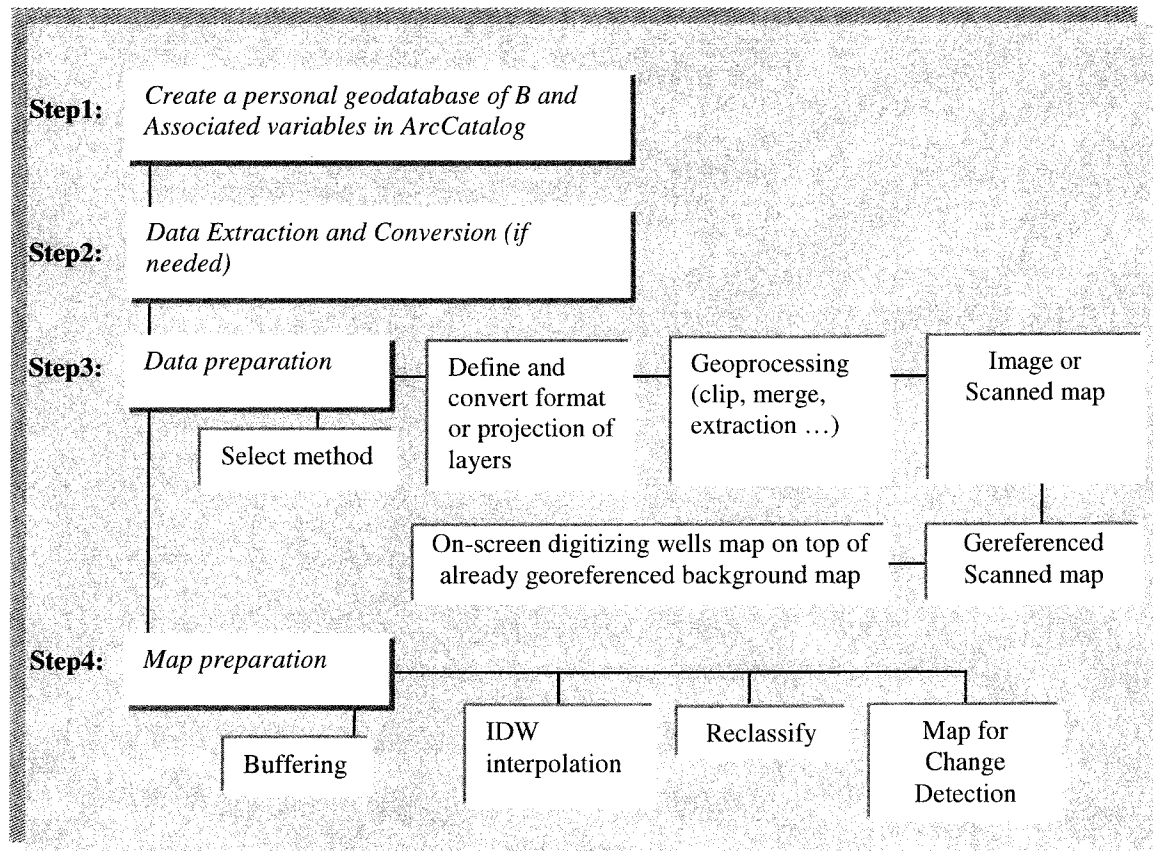 Step1:
Create a personal geodatabase of B and
Associated variables in ArcCatalog
Step2:
Data Extraction and Conversion (if
needed)
Step3:
Data preparation
Select method
Define and
convert format
or projection of
layers
Geoprocessing
(clip, merge,
extraction ...)
Image or
Scanned map
Gereferenced
Scanned map
On-screen digitizing wells map on top of
already georeferenced background map
Step4:
Map preparation
Buffering
IDW
interpolation
Reclassify
Map for
Change
Detection